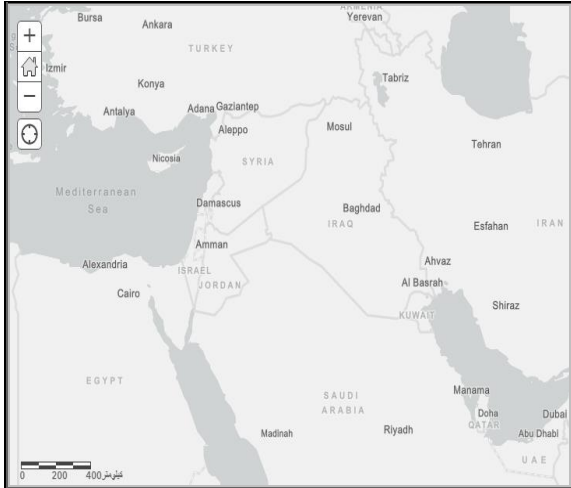 ARMENIA
Bursa
Ankara
Yerevan
+
TURKEY
Izmir
Konya
Tabriz
−
Antalya
Adana
Gaziantep
Aleppo
Mosul
Tehran
Nicosia
SYRIA
Mediterranean
Sea
Damascus
Baghdad
IRAQ
Esfahan
IRAN
Amman
Alexandria
ISRAEL
Ahvaz
JORDAN
Al Basrah
Cairo
KUWAIT
Shiraz
EGYPT
SAUDI
ARABIA
Manama
Doha
Dubai
QATAR
Madinah
Riyadh
Abu Dhabi
UAE
0 200 400 كيلومتر